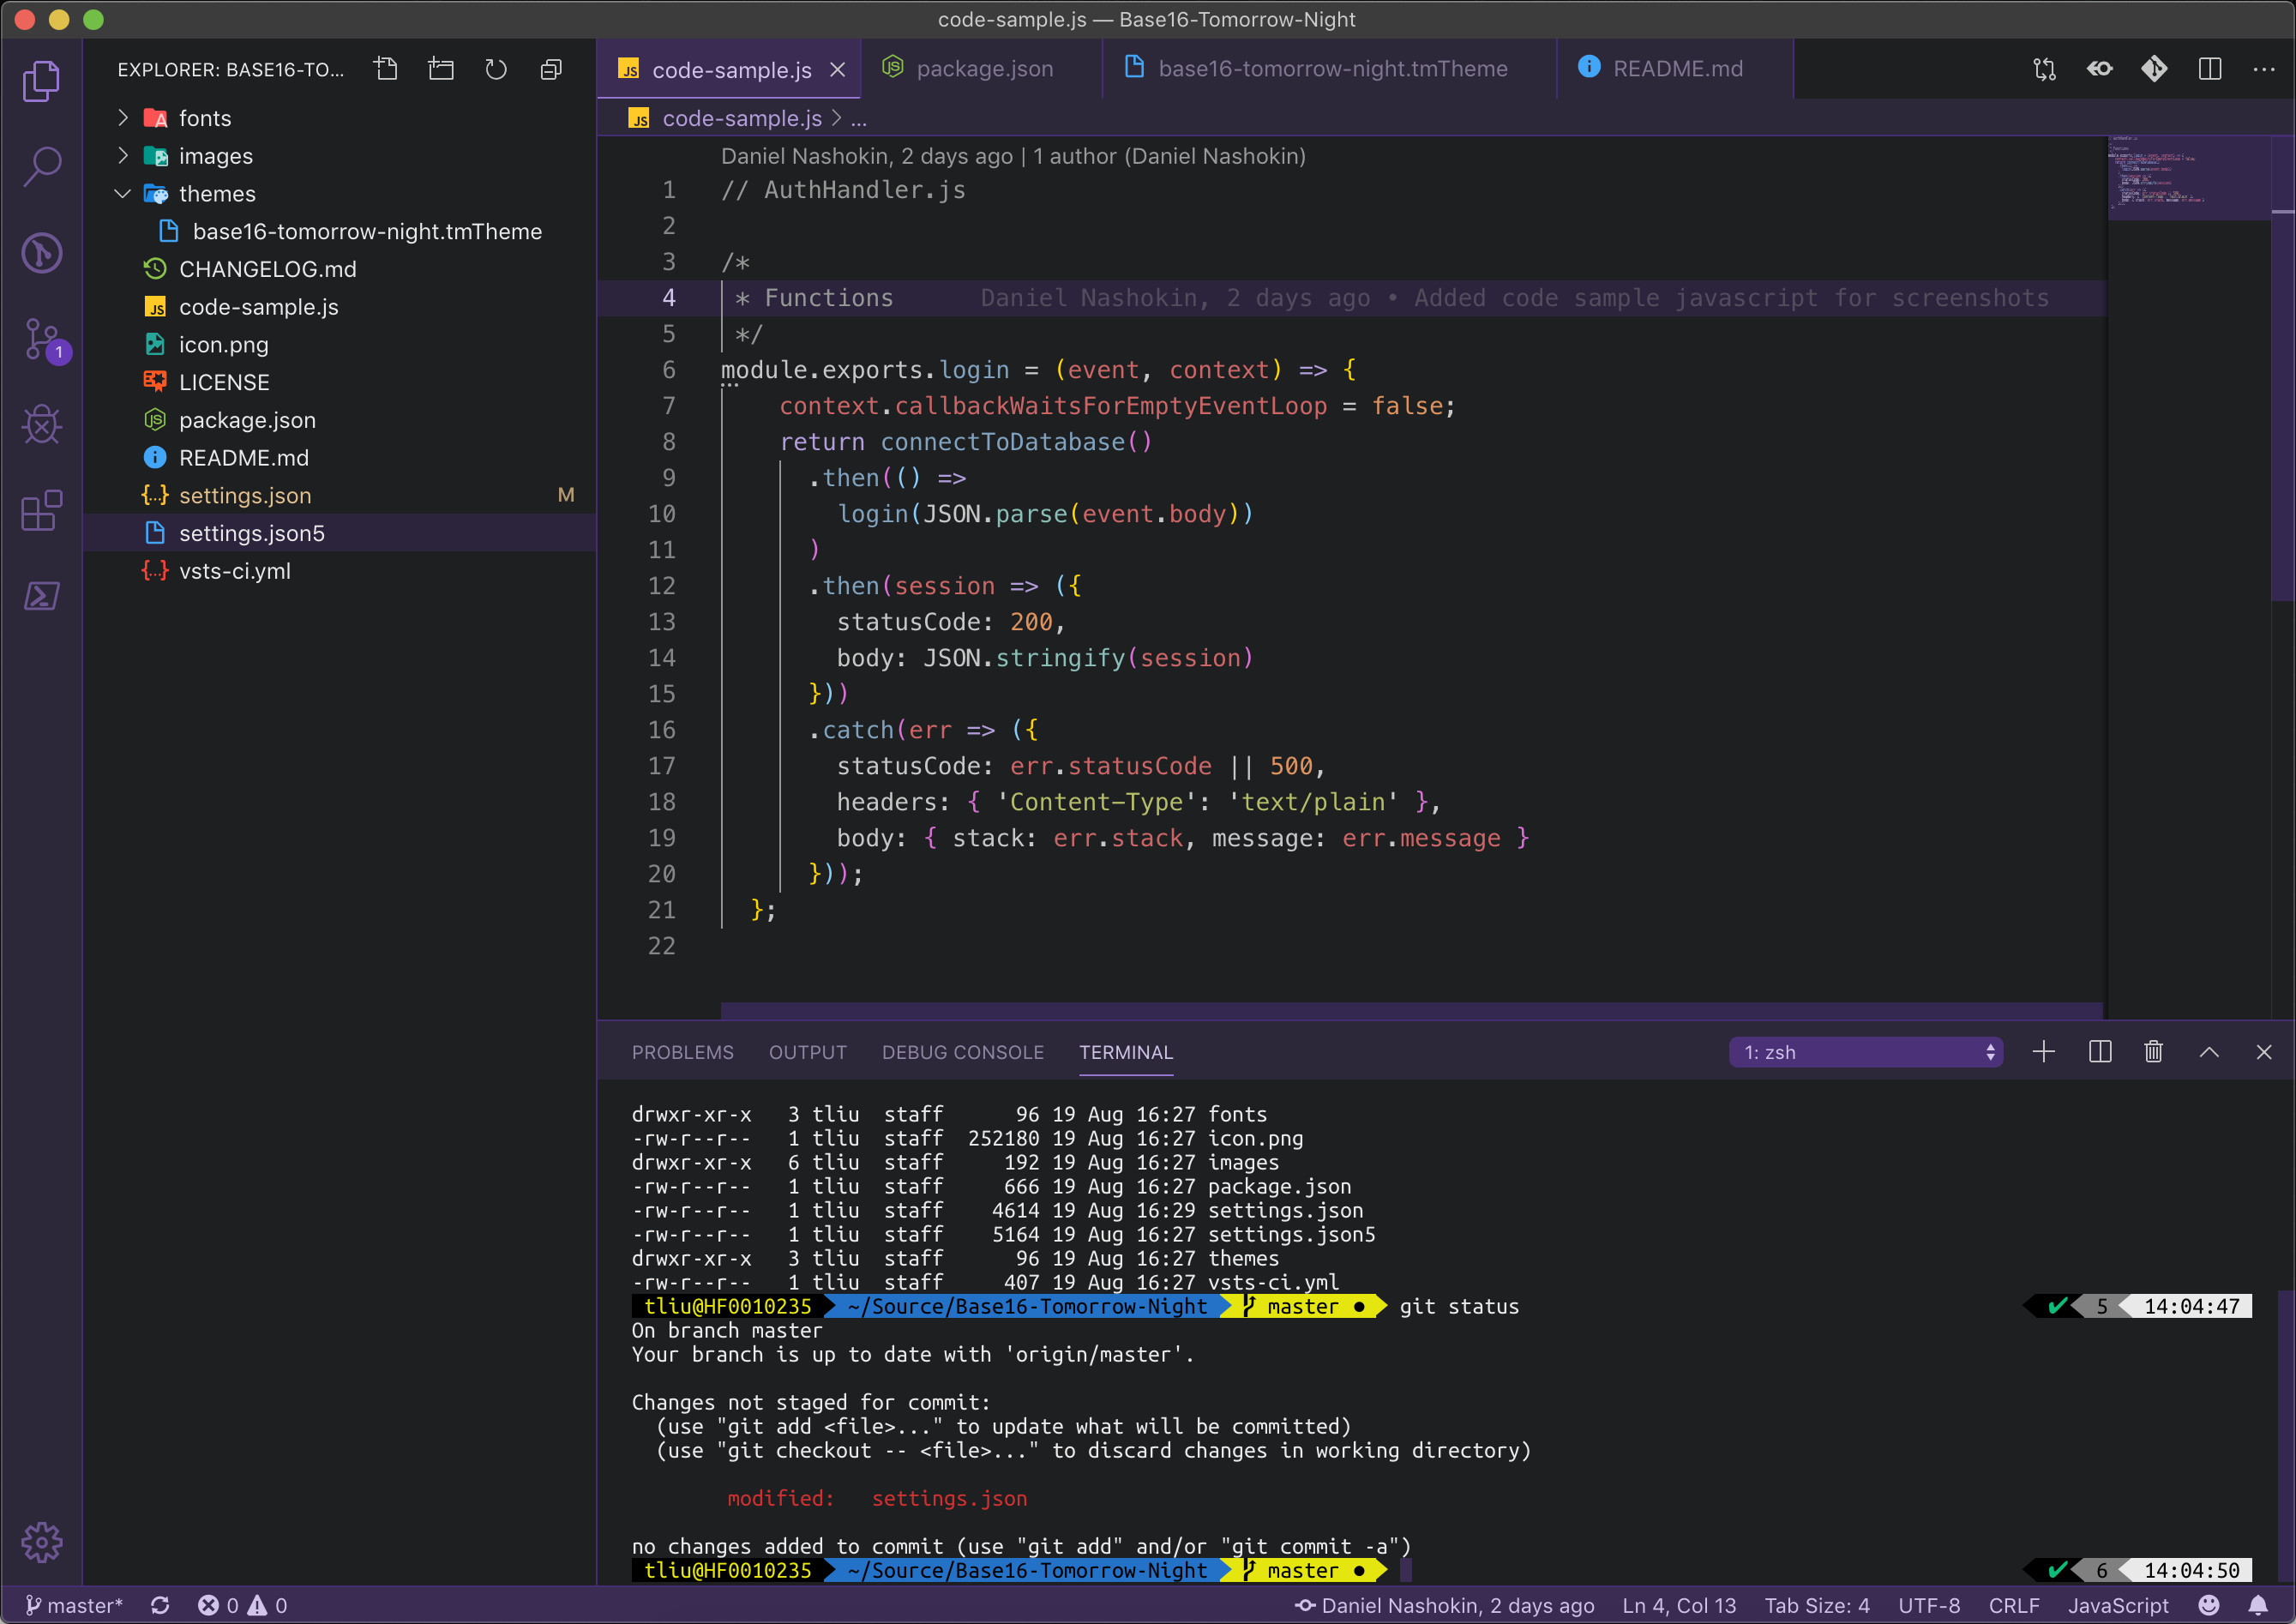 code-sample.js — Base16-Tomorrow-Night
EXPLORER: BASE16-TO...
fonts
images
themes
base16-tomorrow-night.tmTheme
CHANGELOG.md
code-sample.js
icon.png
LICENSE
package.json
README.md
settings.json M
settings.json5
vsts-ci.yml
1
code-sample.js package.json base16-tomorrow-night.tmTheme README.md
code-sample.js > ...
Daniel Nashokin, 2 days ago | 1 author (Daniel Nashokin)
1 // AuthHandler.js
2
3 /*
4 * Functions Daniel Nashokin, 2 days ago • Added code sample javascript for screenshots
5 */
6 module.exports.login = (event, context) => {
7 context.callbackWaitsForEmptyEventLoop = false;
8 return connectToDatabase()
9 .then(() =>
10 login(JSON.parse(event.body))
11 )
12 .then(session => ({
13 statusCode: 200,
14 body: JSON.stringify(session)
15 }))
16 .catch(err => ({
17 statusCode: err.statusCode || 500,
18 headers: { 'Content-Type': 'text/plain' },
19 body: { stack: err.stack, message: err.message }
20 }));
21 };
22
PROBLEMS OUTPUT DEBUG CONSOLE TERMINAL 1: zsh
drwxr-xr-x 3 tliu staff 96 19 Aug 16:27 fonts
-rw-r--r-- 1 tliu staff 252180 19 Aug 16:27 icon.png
drwxr-xr-x 6 tliu staff 192 19 Aug 16:27 images
-rw-r--r-- 1 tliu staff 666 19 Aug 16:27 package.json
-rw-r--r-- 1 tliu staff 4614 19 Aug 16:29 settings.json
-rw-r--r-- 1 tliu staff 5164 19 Aug 16:27 settings.json5
drwxr-xr-x 3 tliu staff 96 19 Aug 16:27 themes
-rw-r--r-- 1 tliu staff 407 19 Aug 16:27 vsts-ci.yml
tliu@HF0010235 ~/Source/Base16-Tomorrow-Night master ● git status ✔ 5 14:04:47
On branch master
Your branch is up to date with 'origin/master'.
Changes not staged for commit:
(use "git add <file>..." to update what will be committed)
(use "git checkout -- <file>..." to discard changes in working directory)
modified: settings.json
no changes added to commit (use "git add" and/or "git commit -a")
tliu@HF0010235 ~/Source/Base16-Tomorrow-Night master ● ✔ 6 14:04:50
master* 0 0 Daniel Nashokin, 2 days ago Ln 4, Col 13 Tab Size: 4 UTF-8 CRLF JavaScript